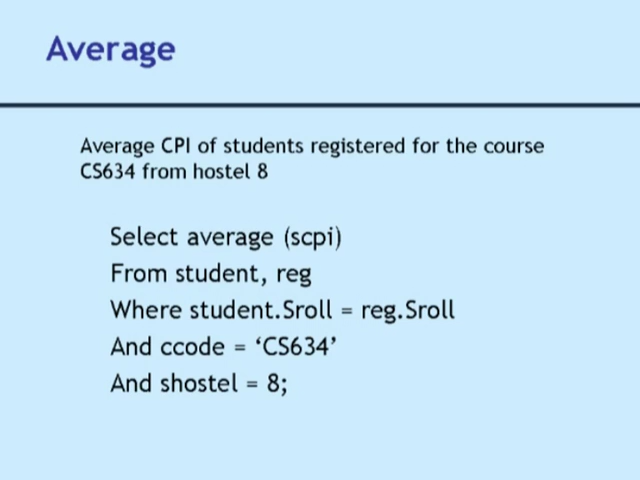 Average
Average CPI of students registered for the course
CS634 from hostel 8
Select average (scpi)
From student, reg
Where student.Sroll = reg.Sroll
And ccode = ‘CS634’
And shostel = 8;